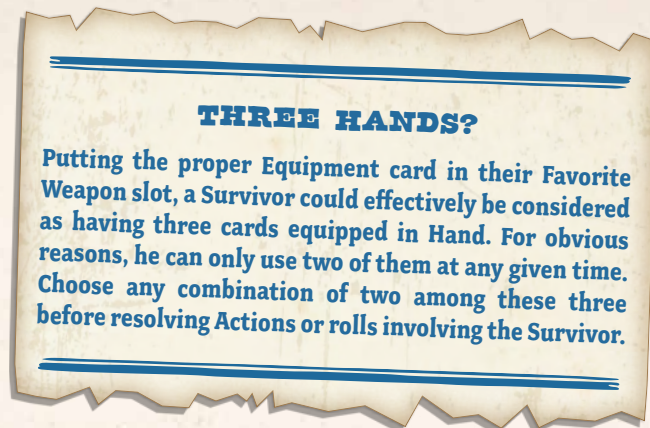 THREE HANDS?
Putting the proper Equipment card in their Favorite
Weapon slot, a Survivor could effectively be considered
as having three cards equipped in Hand. For obvious
reasons, he can only use two of them at any given time.
Choose any combination of two among these three
before resolving Actions or rolls involving the Survivor.